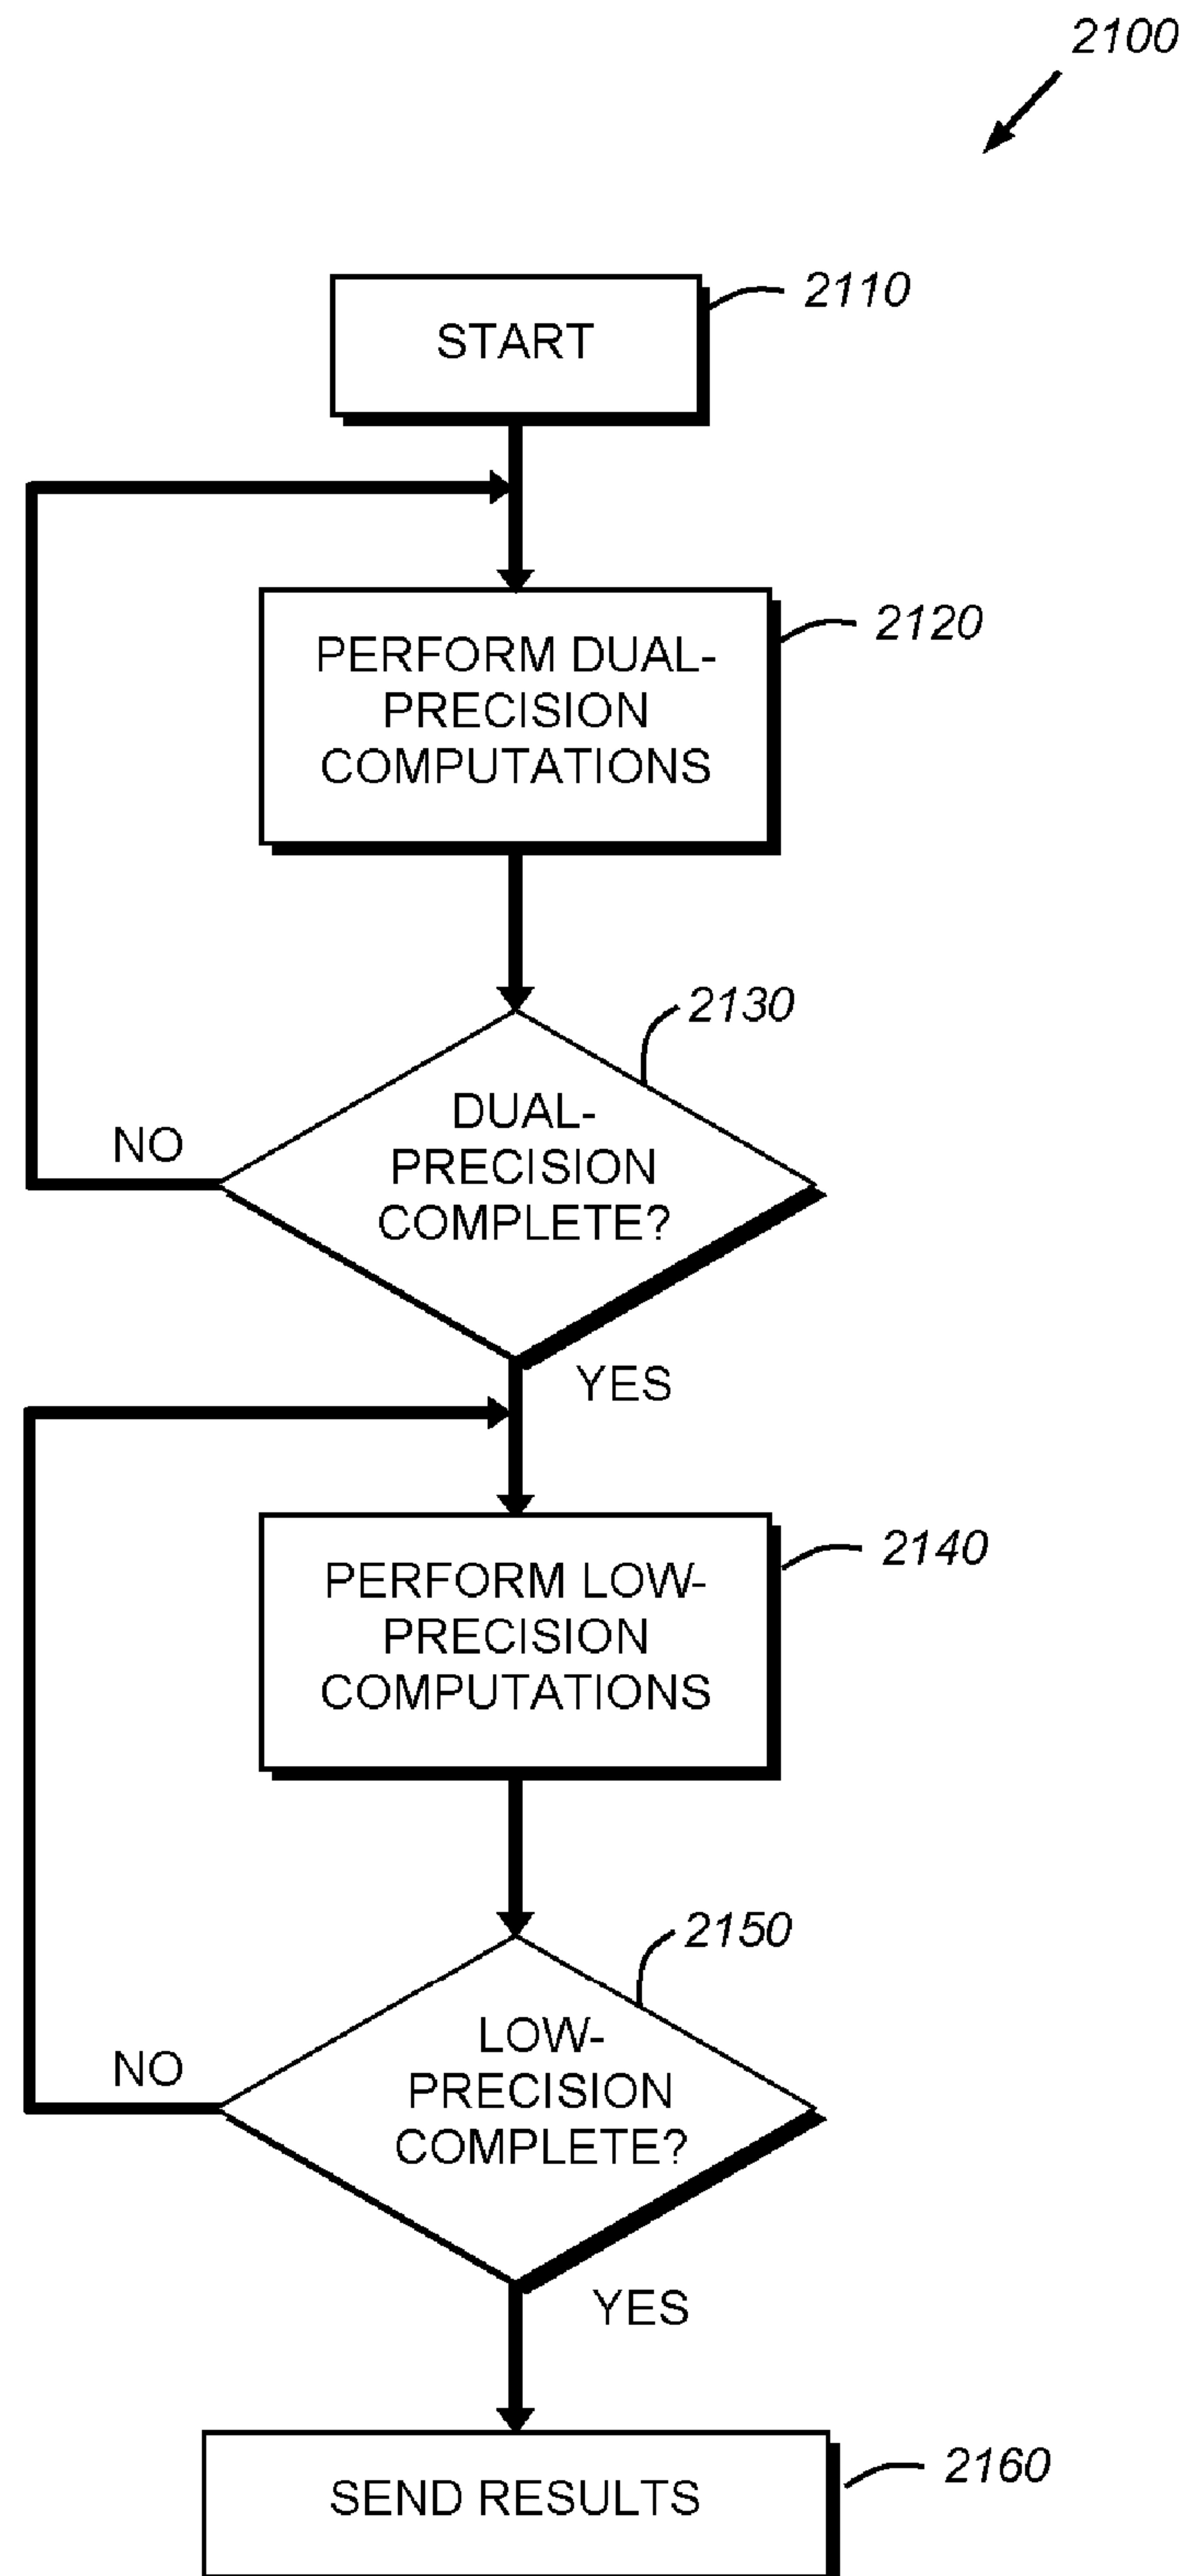 2100
START
2110
PERFORM DUAL-
PRECISION
COMPUTATIONS
2120
2130
DUAL-
PRECISION
COMPLETE?
NO
YES
PERFORM LOW-
PRECISION
COMPUTATIONS
2140
2150
LOW-
PRECISION
COMPLETE?
NO
YES
SEND RESULTS
2160